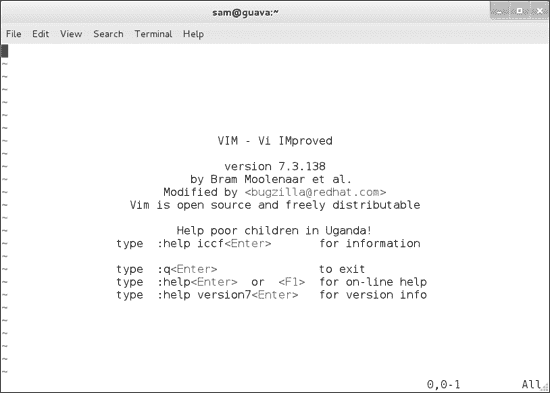 sam@guava:~
File Edit View Search Terminal Help
~
~
~
~
~
~
~
VIM - Vi IMproved
~
~
version 7.3.138
~
by Bram Moolenaar et al.
~
Modified by <bugzilla@redhat.com>
~
Vim is open source and freely distributable
~
~
Help poor children in Uganda!
~
type :help iccf<Enter> for information
~
~
type :q<Enter> to exit
~
type :help<Enter> or <F1> for on-line help
~
type :help version7<Enter> for version info
~
~
~
~
~
~
0,0-1 All